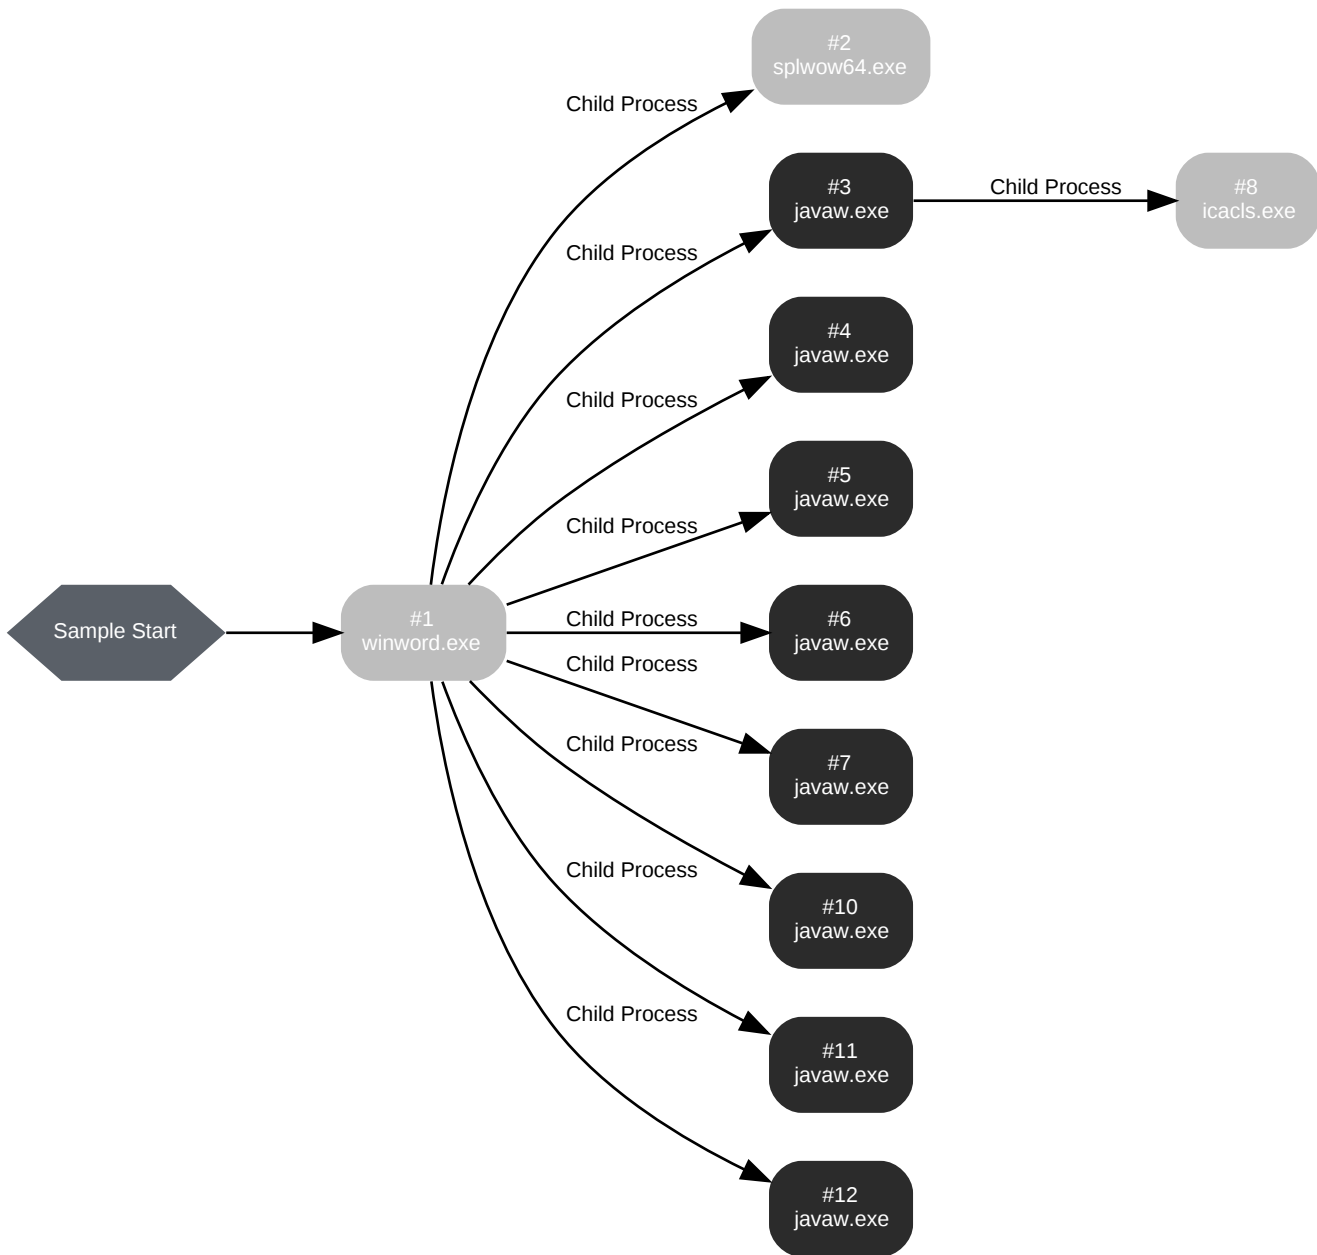 #2
splwow64.exe
Child Process
#3
javaw.exe
Child Process
#8
icacls.exe
Child Process
#4
javaw.exe
Child Process
#5
javaw.exe
Child Process
Sample Start
#1
winword.exe
Child Process
#6
javaw.exe
Child Process
#7
javaw.exe
Child Process
#10
javaw.exe
Child Process
#11
javaw.exe
Child Process
#12
javaw.exe